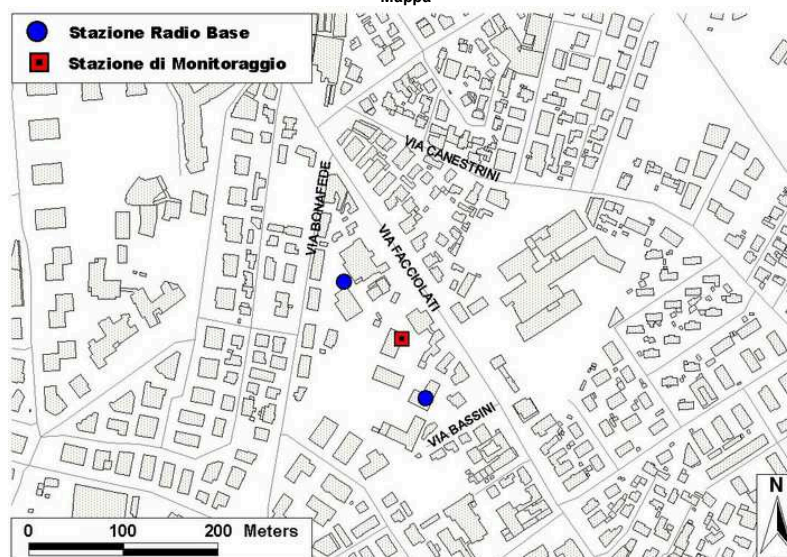 Mappa
Stazione Radio Base
Stazione di Monitoraggio
VIA CANESTRINI
VIA BONAFEDE
VIA FACCIOLATI
VIA BASSINI
N
0 100 200 Meters